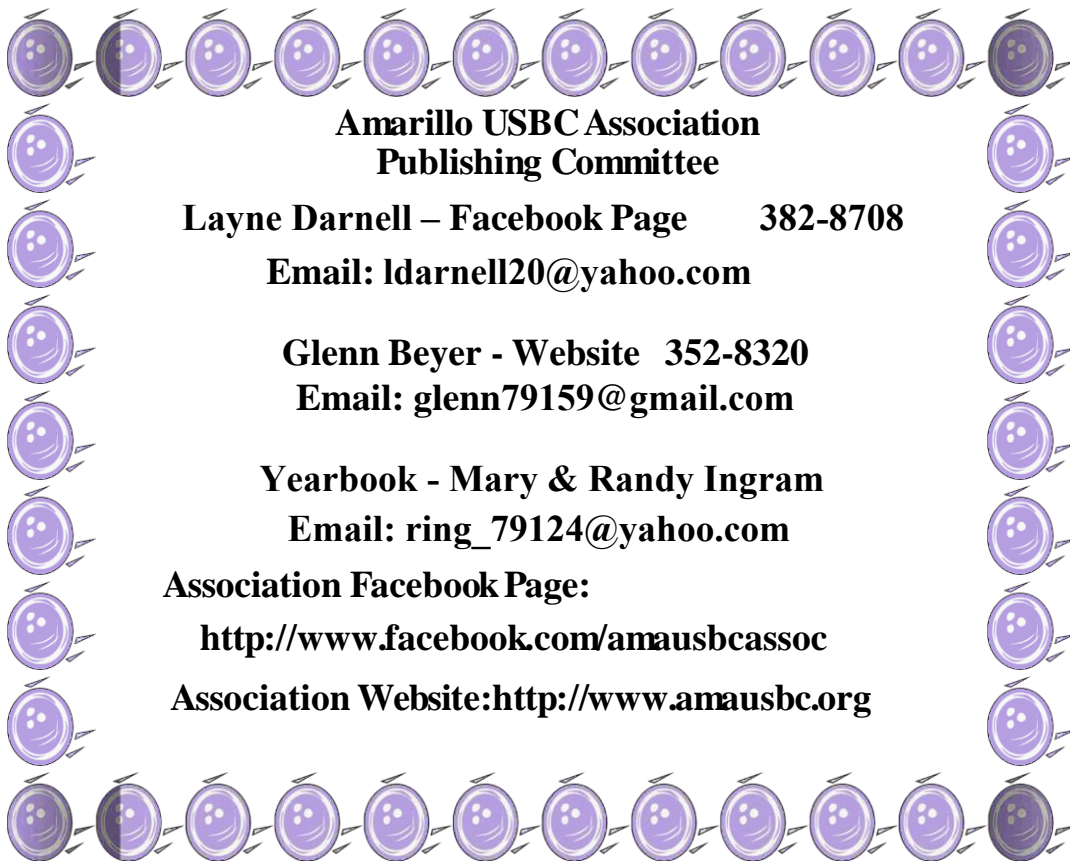 Amarillo USBC Association
Publishing Committee
Layne Darnell – Facebook Page 382-8708
Email: ldarnell20@yahoo.com
Glenn Beyer - Website 352-8320
Email: glenn79159@gmail.com
Yearbook - Mary & Randy Ingram
Email: ring_79124@yahoo.com
Association Facebook Page:
http://www.facebook.com/amausbcassoc
Association Website:http://www.amausbc.org